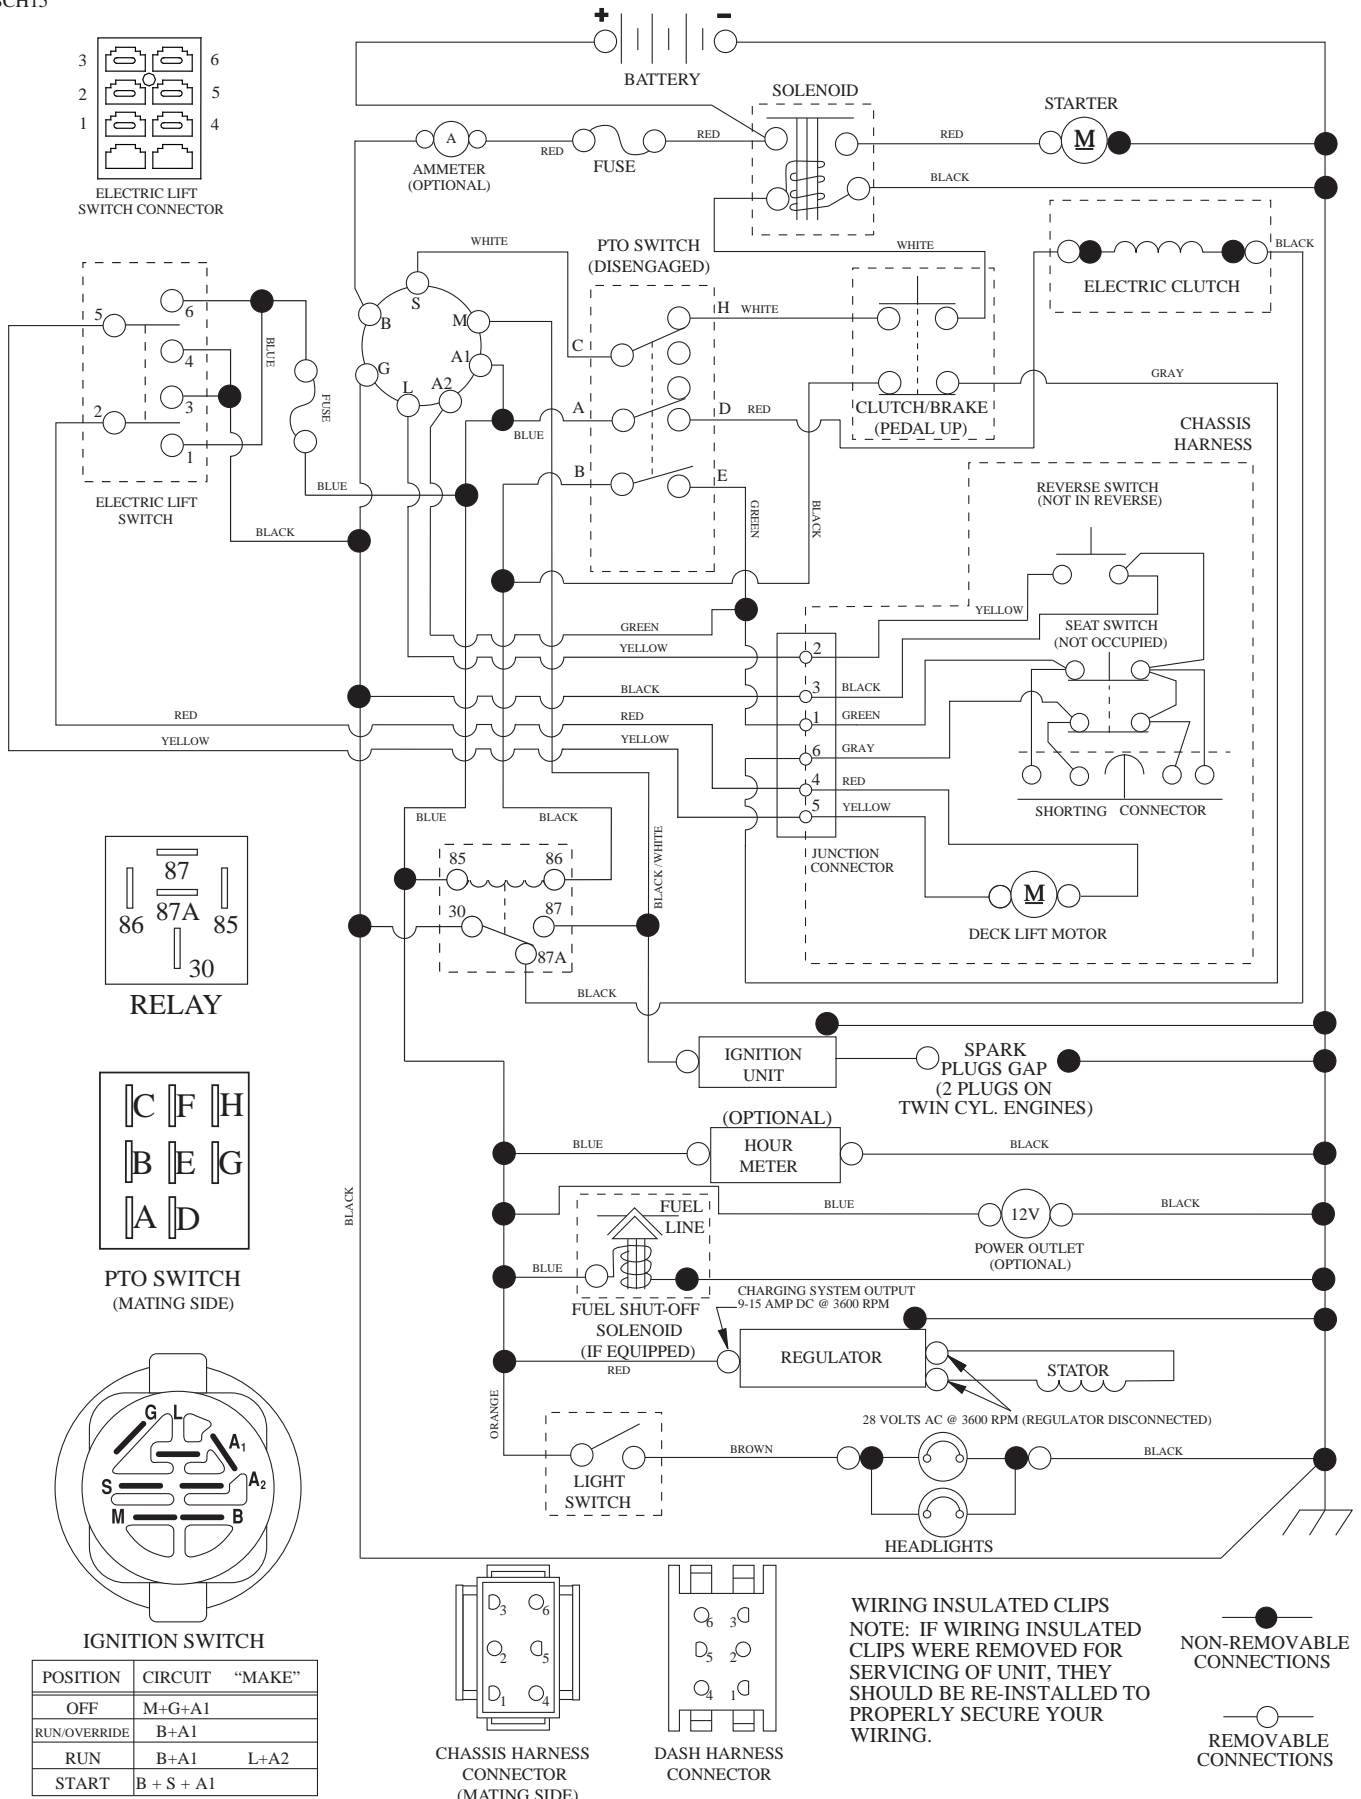 + −
BATTERY
3 6
2 5
1 4
ELECTRIC LIFT
SWITCH CONNECTOR
SOLENOID
STARTER
M
A
AMMETER
(OPTIONAL)
RED
FUSE
RED
RED
BLACK
WHITE
PTO SWITCH
(DISENGAGED)
WHITE
BLACK
ELECTRIC CLUTCH
5
6
4
3
2
1
BLUE
FUSE
ELECTRIC LIFT
SWITCH
BLUE
BLACK
S
B
M
G
A1
L
A2
BLUE
C
H
WHITE
A
D
RED
B
E
GREEN
BLACK
CLUTCH/BRAKE
(PEDAL UP)
GRAY
CHASSIS
HARNESS
REVERSE SWITCH
(NOT IN REVERSE)
YELLOW
SEAT SWITCH
(NOT OCCUPIED)
GREEN
YELLOW
2
BLACK
3
BLACK
RED
RED
1
GREEN
YELLOW
YELLOW
6
GRAY
4
RED
5
YELLOW
SHORTING CONNECTOR
JUNCTION
CONNECTOR
M
DECK LIFT MOTOR
BLUE
BLACK
BLACK / WHITE
85
86
30
87
87A
BLACK
87
87A
86
85
30
RELAY
IGNITION
UNIT
SPARK
PLUGS GAP
(2 PLUGS ON
TWIN CYL. ENGINES)
C F H
B E G
A D
PTO SWITCH
(MATING SIDE)
(OPTIONAL)
BLUE
HOUR
METER
BLACK
BLACK
FUEL
LINE
BLUE
12V
BLACK
POWER OUTLET
(OPTIONAL)
BLUE
FUEL SHUT-OFF
SOLENOID
(IF EQUIPPED)
CHARGING SYSTEM OUTPUT
9-15 AMP DC @ 3600 RPM
RED
REGULATOR
STATOR
28 VOLTS AC @ 3600 RPM (REGULATOR DISCONNECTED)
ORANGE
LIGHT
SWITCH
BROWN
BLACK
HEADLIGHTS
G L
A1
A2
S
M B
IGNITION SWITCH
POSITION CIRCUIT “MAKE”
OFF M+G+A1
RUN/OVERRIDE B+A1
RUN B+A1 L+A2
START B + S + A1
3 6
2 5
1 4
CHASSIS HARNESS
CONNECTOR
(MATING SIDE)
6 3
5 2
4 1
DASH HARNESS
CONNECTOR
WIRING INSULATED CLIPS
NOTE: IF WIRING INSULATED
CLIPS WERE REMOVED FOR
SERVICING OF UNIT, THEY
SHOULD BE RE-INSTALLED TO
PROPERLY SECURE YOUR
WIRING.
NON-REMOVABLE
CONNECTIONS
REMOVABLE
CONNECTIONS